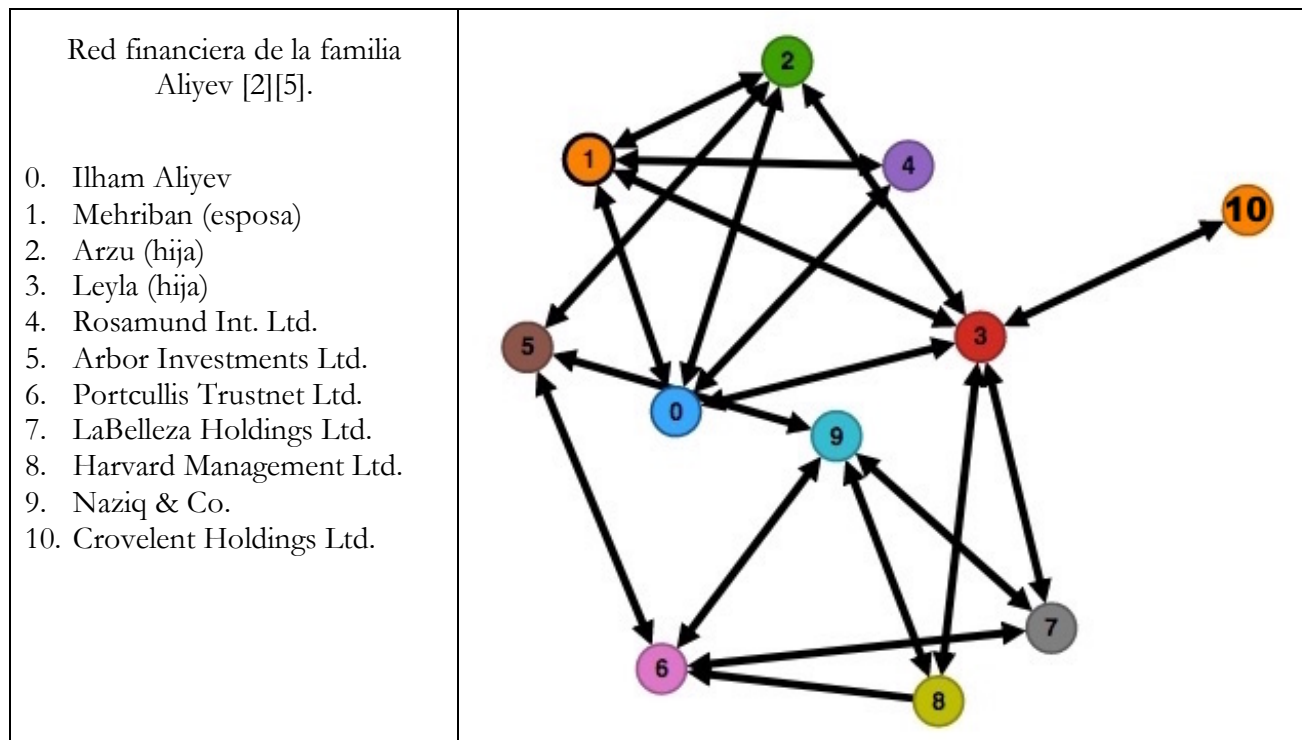 Red financiera de la familia
Aliyev [2][5].
0. Ilham Aliyev
1. Mehriban (esposa)
2. Arzu (hija)
3. Leyla (hija)
4. Rosamund Int. Ltd.
5. Arbor Investments Ltd.
6. Portcullis Trustnet Ltd.
7. LaBelleza Holdings Ltd.
8. Harvard Management Ltd.
9. Naziq & Co.
10. Crovelent Holdings Ltd.
2
1
4
10
3
5
0
9
7
6
8